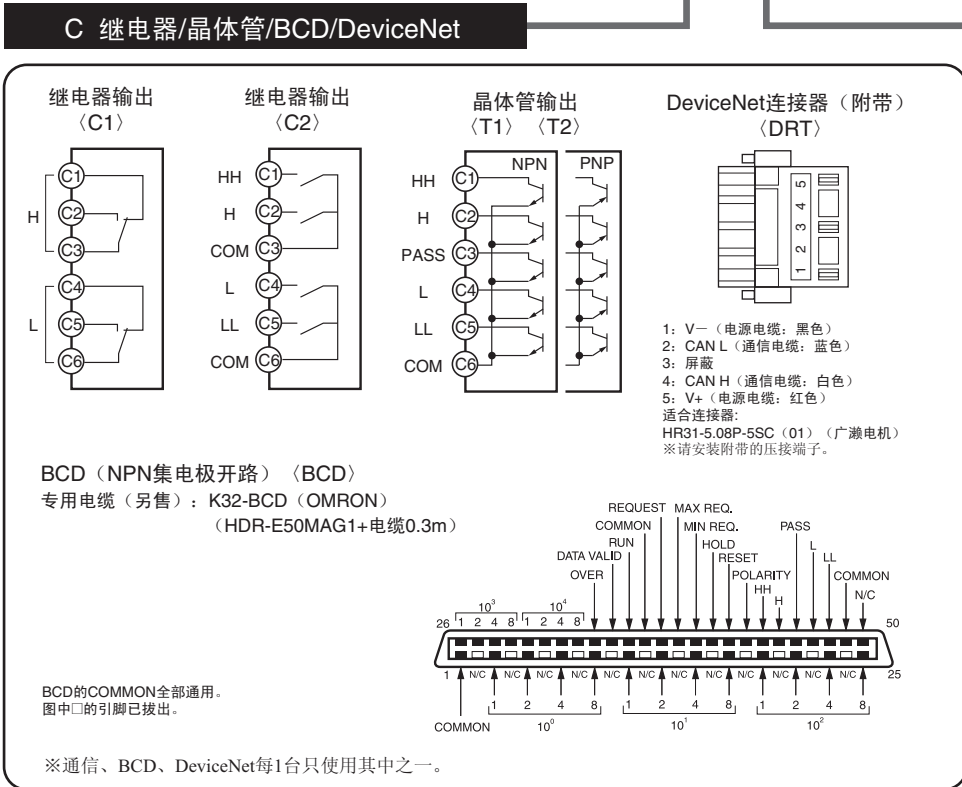 C 继电器/晶体管/BCD/DeviceNet
继电器输出
〈C1〉
C1
C2
C3
C4
C5
C6
H
L
继电器输出
〈C2〉
HH C1
H C2
COM C3
L C4
LL C5
COM C6
晶体管输出
〈T1〉 〈T2〉
NPN PNP
HH C1
H C2
PASS C3
L C4
LL C5
COM C6
DeviceNet连接器（附带）
〈DRT〉
1 2 3 4 5
1：V－（电源电缆：黑色）
2：CAN L（通信电缆：蓝色）
3：屏蔽
4：CAN H（通信电缆：白色）
5：V+（电源电缆：红色）
适合连接器:
HR31-5.08P-5SC（01）（广濑电机）
※请安装附带的压接端子。
BCD（NPN集电极开路）〈BCD〉
专用电缆（另售）：K32-BCD（OMRON）
（HDR-E50MAG1+电缆0.3m）
REQUEST MAX REQ.
COMMON MIN REQ. PASS
RUN HOLD L
DATA VALID RESET LL
OVER POLARITY COMMON
HH N/C
H
10³ 10⁴
26 1 2 4 8 1 2 4 8 50
1 N/C N/C N/C N/C N/C N/C N/C N/C N/C N/C N/C N/C 25
1 2 4 8 1 2 4 8 1 2 4 8
COMMON 10⁰ 10¹ 10²
BCD的COMMON全部通用。
图中□的引脚已拔出。
※通信、BCD、DeviceNet每1台只使用其中之一。